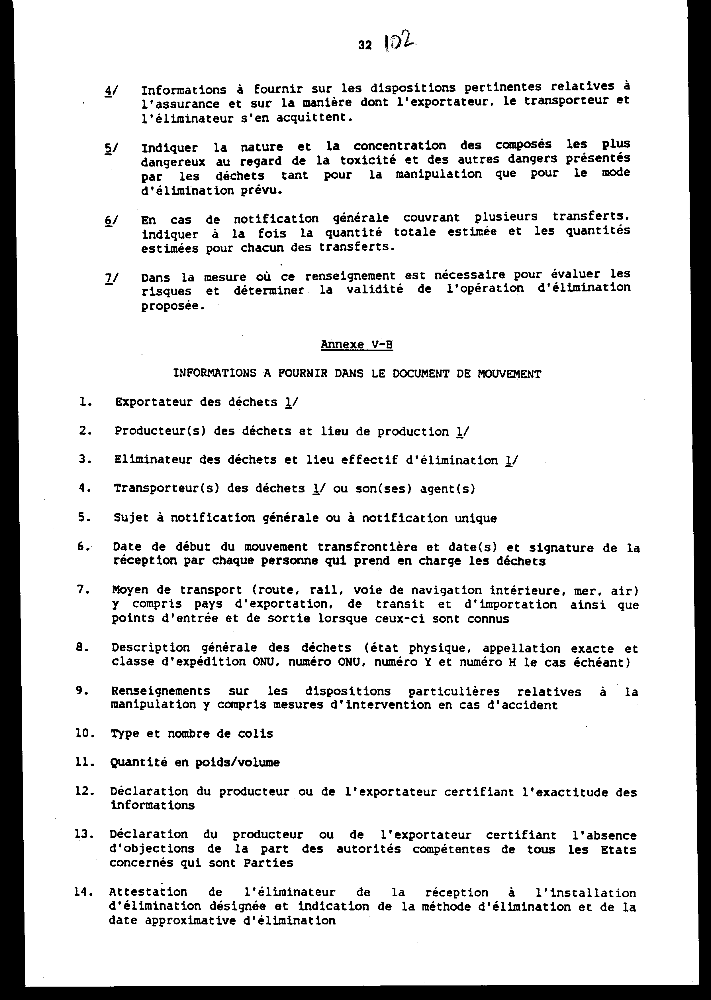 32 102
4/ Informations à fournir sur les dispositions pertinentes relatives à
l'assurance et sur la manière dont l'exportateur, le transporteur et
l'éliminateur s'en acquittent.
5/ Indiquer la nature et la concentration des composés les plus
dangereux au regard de la toxicité et des autres dangers présentés
par les déchets tant pour la manipulation que pour le mode
d'élimination prévu.
6/ En cas de notification générale couvrant plusieurs transferts,
indiquer à la fois la quantité totale estimée et les quantités
estimées pour chacun des transferts.
7/ Dans la mesure où ce renseignement est nécessaire pour évaluer les
risques et déterminer la validité de l'opération d'élimination
proposée.
Annexe V-B
INFORMATIONS A FOURNIR DANS LE DOCUMENT DE MOUVEMENT
1. Exportateur des déchets 1/
2. Producteur(s) des déchets et lieu de production 1/
3. Eliminateur des déchets et lieu effectif d'élimination 1/
4. Transporteur(s) des déchets 1/ ou son(ses) agent(s)
5. Sujet à notification générale ou à notification unique
6. Date de début du mouvement transfrontière et date(s) et signature de la
réception par chaque personne qui prend en charge les déchets
7. Moyen de transport (route, rail, voie de navigation intérieure, mer, air)
y compris pays d'exportation, de transit et d'importation ainsi que
points d'entrée et de sortie lorsque ceux-ci sont connus
8. Description générale des déchets (état physique, appellation exacte et
classe d'expédition ONU, numéro ONU, numéro Y et numéro H le cas échéant)
9. Renseignements sur les dispositions particulières relatives à la
manipulation y compris mesures d'intervention en cas d'accident
10. Type et nombre de colis
11. Quantité en poids/volume
12. Déclaration du producteur ou de l'exportateur certifiant l'exactitude des
informations
13. Déclaration du producteur ou de l'exportateur certifiant l'absence
d'objections de la part des autorités compétentes de tous les Etats
concernés qui sont Parties
14. Attestation de l'éliminateur de la réception à l'installation
d'élimination désignée et indication de la méthode d'élimination et de la
date approximative d'élimination